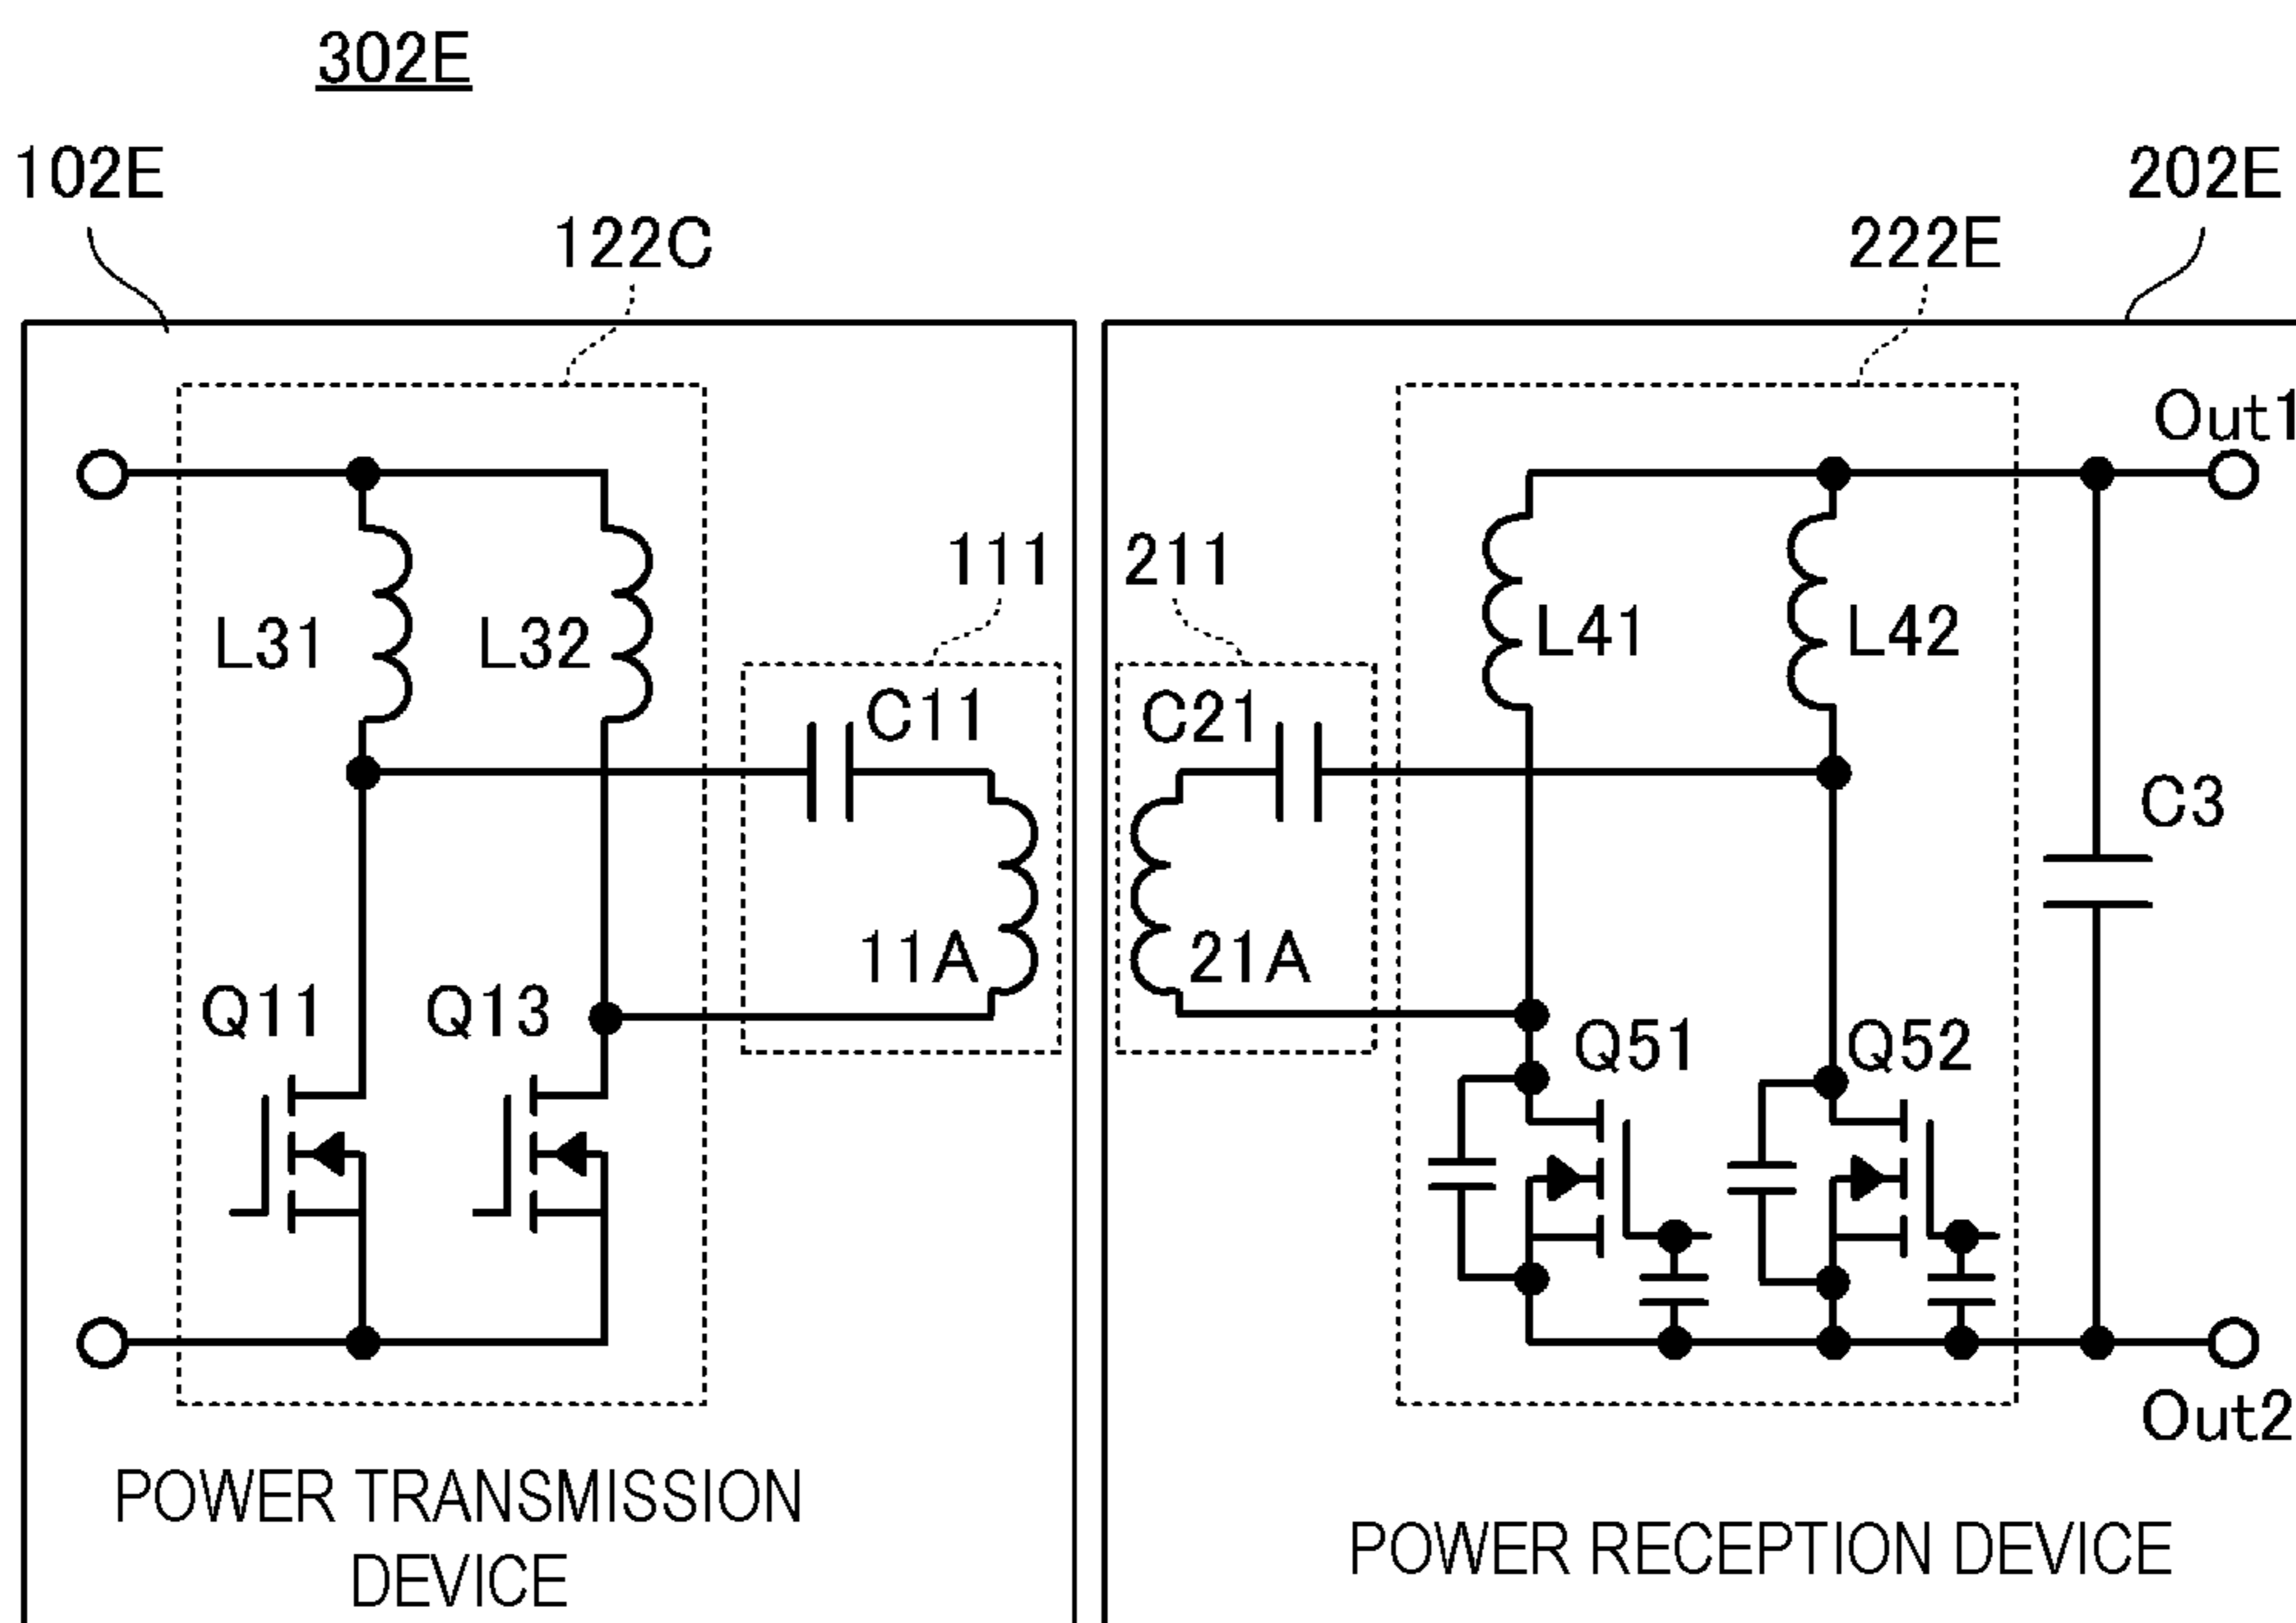 302E
102E
202E
122C
222E
Out1
111
211
L31
L32
L41
L42
C11
C21
C3
11A
21A
Q11
Q13
Q51
Q52
Out2
POWER TRANSMISSION
DEVICE
POWER RECEPTION DEVICE